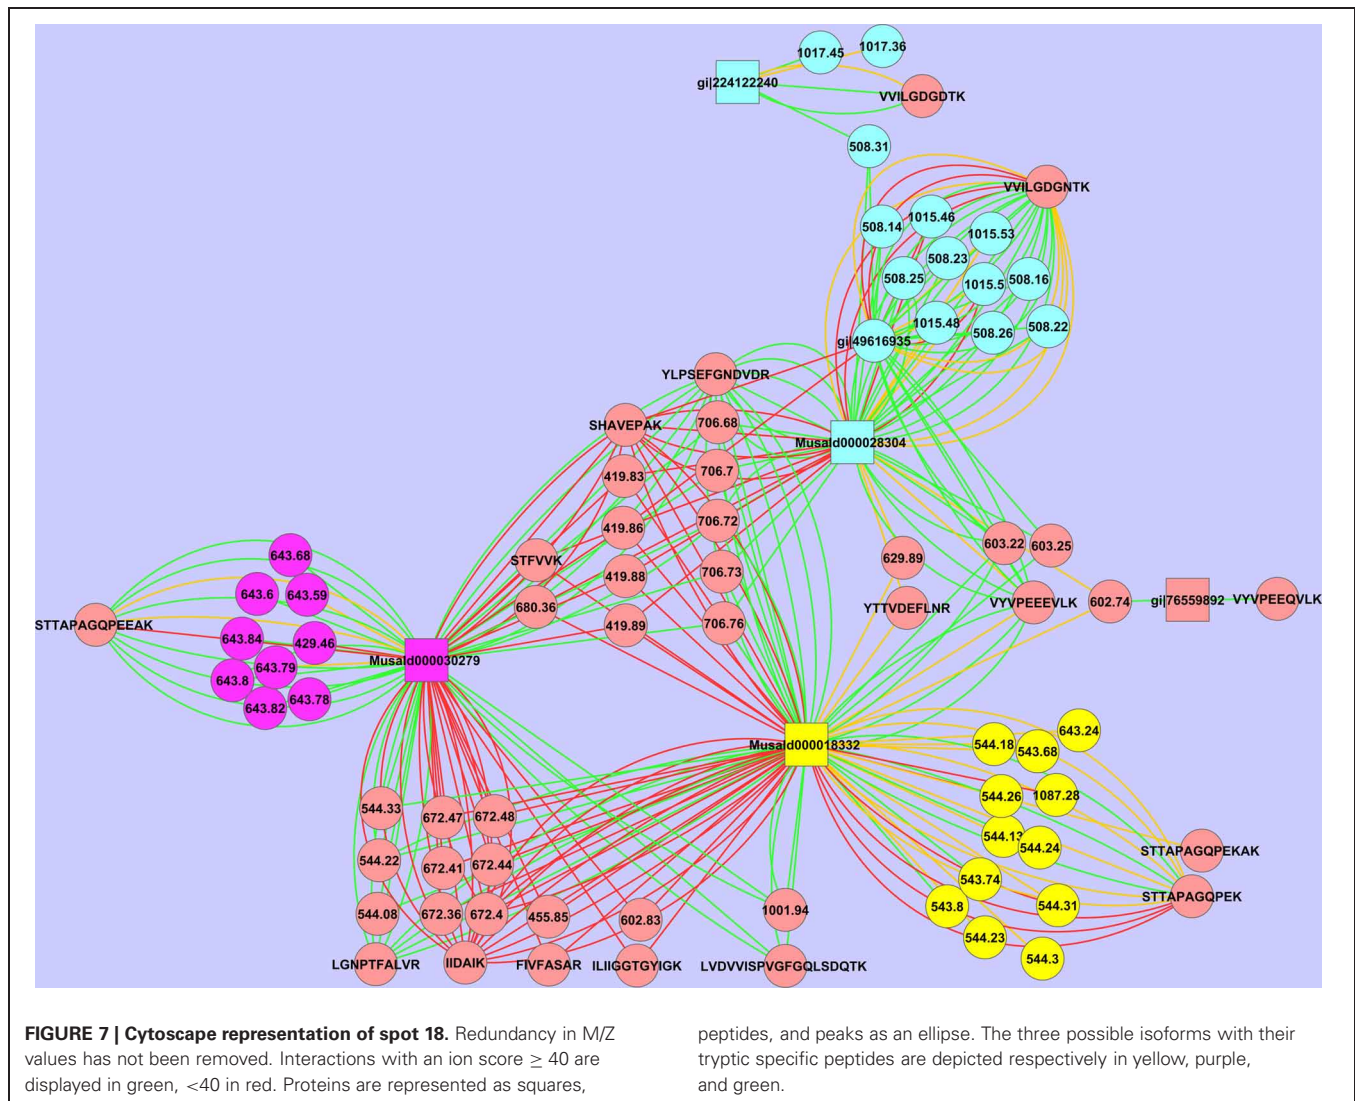 1017.45
1017.36
gi|224122240
VVILGDGDTK
508.31
VVILGDGNTK
508.14
1015.46
1015.53
508.23
508.25
1015.5
508.16
1015.48
508.26
508.22
gi|49616935
YLPSEFGNDVDR
SHAVEPAK
706.68
MusaId000028304
419.83
706.7
419.86
706.72
603.22
603.25
643.68
STFVVK
629.89
419.88
706.73
643.6
643.59
680.36
YTTVDEFLNR
VYVPEEEVLK
602.74
gi|76559892
VYVPEEQVLK
STTAPAGQPEEAK
419.89
706.76
643.84
429.46
643.79
MusaId000030279
643.8
643.82
643.78
MusaId000018332
544.18
543.68
643.24
544.26
1087.28
544.33
672.47
672.48
544.13
544.24
STTAPAGQPEKAK
544.22
672.41
672.44
543.74
STTAPAGQPEK
544.08
672.36
672.4
455.85
602.83
1001.94
543.8
544.31
544.23
544.3
LGNPTFALVR
IIDAIK
FIVFASAR
ILIIGGTGYIGK
LVDVVISPVGFGQLSDQTK
FIGURE 7 | Cytoscape representation of spot 18. Redundancy in M/Z
values has not been removed. Interactions with an ion score ≥ 40 are
displayed in green, <40 in red. Proteins are represented as squares,
peptides, and peaks as an ellipse. The three possible isoforms with their
tryptic specific peptides are depicted respectively in yellow, purple,
and green.